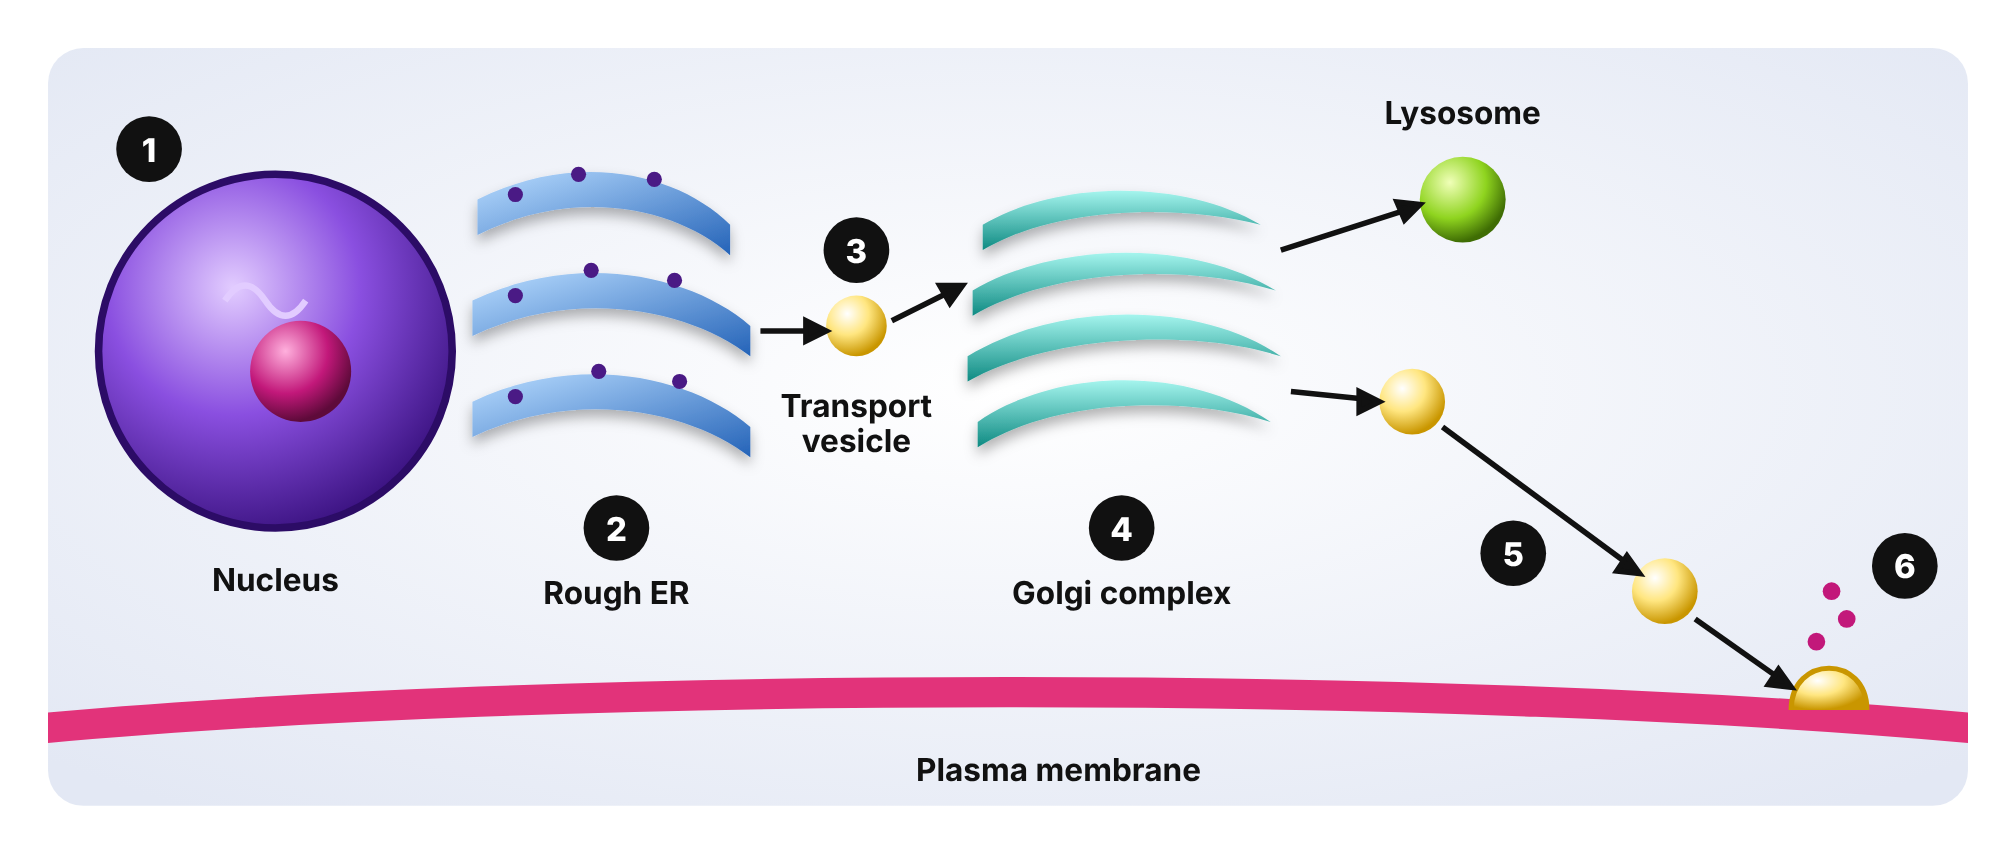 Lysosome
1
3
Transport
vesicle
2
4
5
6
Nucleus
Rough ER
Golgi complex
Plasma membrane